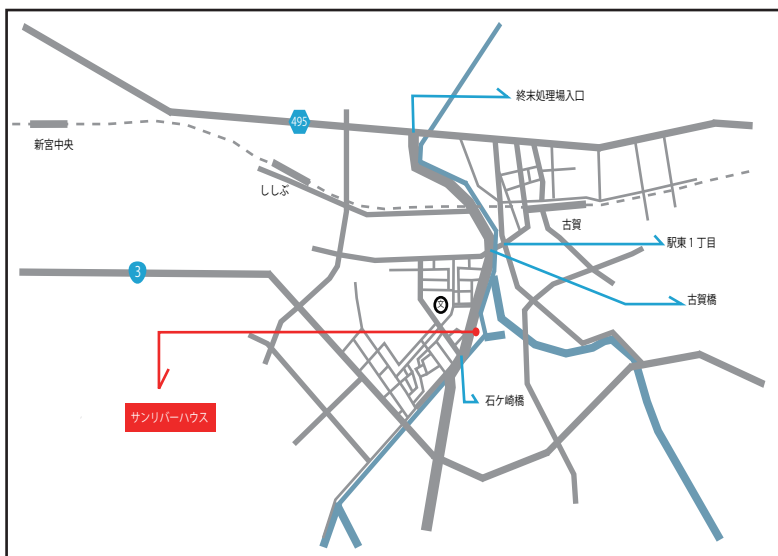 終末処理場入口
495
新宮中央
ししぶ
古賀
駅東1丁目
3
古賀橋
文
石ケ崎橋
サンリバーハウス